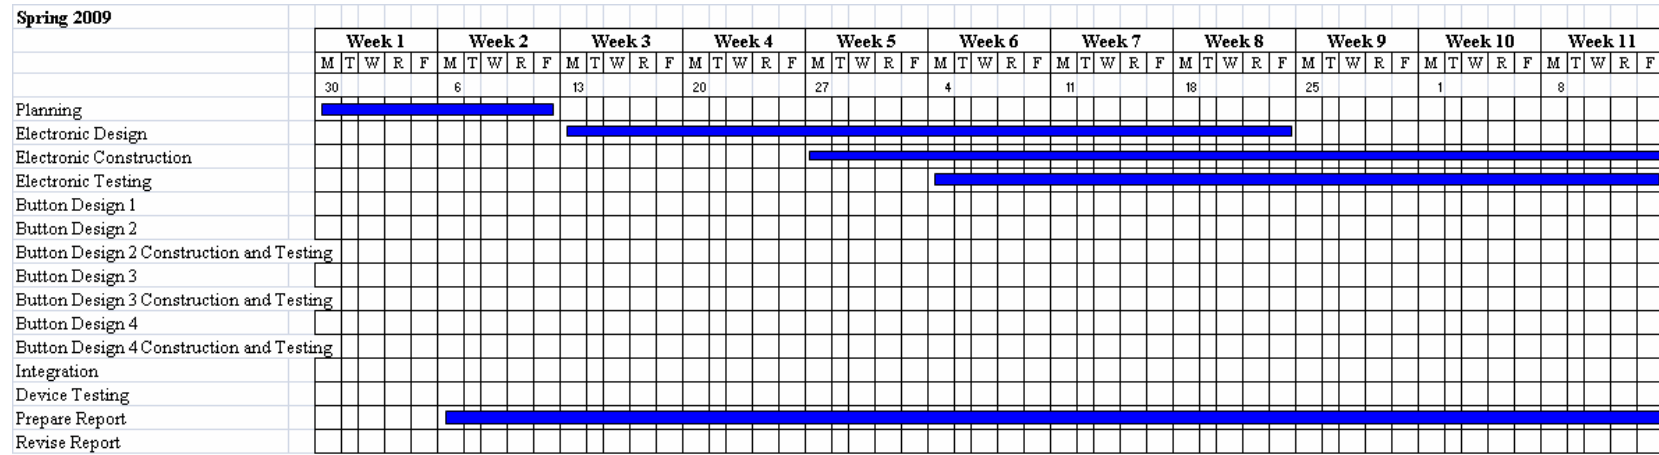 Spring 2009
Week 1 Week 2 Week 3 Week 4 Week 5 Week 6 Week 7 Week 8 Week 9 Week 10 Week 11
M T W R F M T W R F M T W R F M T W R F M T W R F M T W R F M T W R F M T W R F M T W R F M T W R F M T W R F
30 6 13 20 27 4 11 18 25 1 8
Planning
Electronic Design
Electronic Construction
Electronic Testing
Button Design 1
Button Design 2
Button Design 2 Construction and Testing
Button Design 3
Button Design 3 Construction and Testing
Button Design 4
Button Design 4 Construction and Testing
Integration
Device Testing
Prepare Report
Revise Report